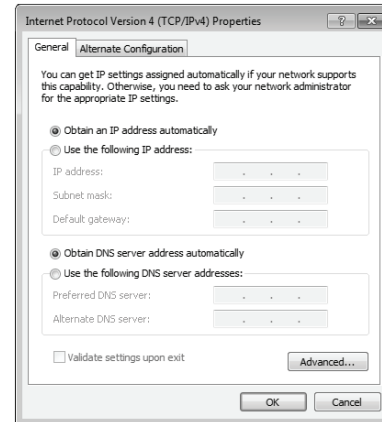 Internet Protocol Version 4 (TCP/IPv4) Properties
General Alternate Configuration
You can get IP settings assigned automatically if your network supports
this capability. Otherwise, you need to ask your network administrator
for the appropriate IP settings.
Obtain an IP address automatically
Use the following IP address:
IP address:
Subnet mask:
Default gateway:
Obtain DNS server address automatically
Use the following DNS server addresses:
Preferred DNS server:
Alternate DNS server:
Validate settings upon exit
Advanced...
OK Cancel